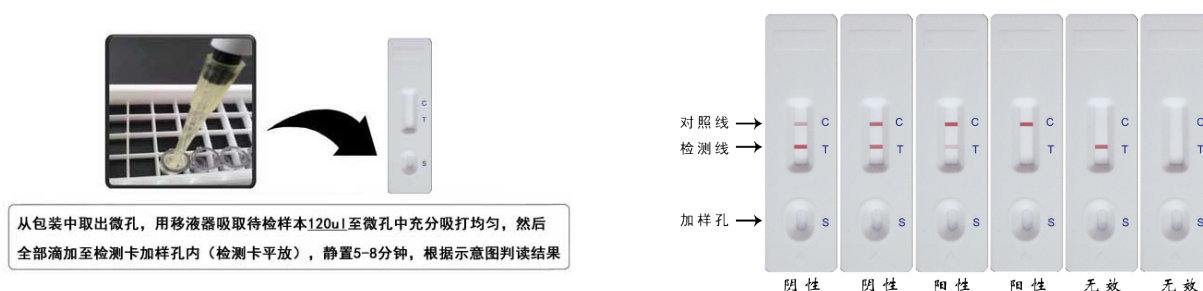 C
T
S
从包装中取出微孔，用移液器吸取待检样本120ul至微孔中充分吸打均匀，然后
全部滴加至检测卡加样孔内（检测卡平放），静置5-8分钟，根据示意图判读结果
对照线 C C C C C C
检测线 T T T T T T
加样孔 S S S S S S
阴性 阴性 阳性 阳性 无效 无效